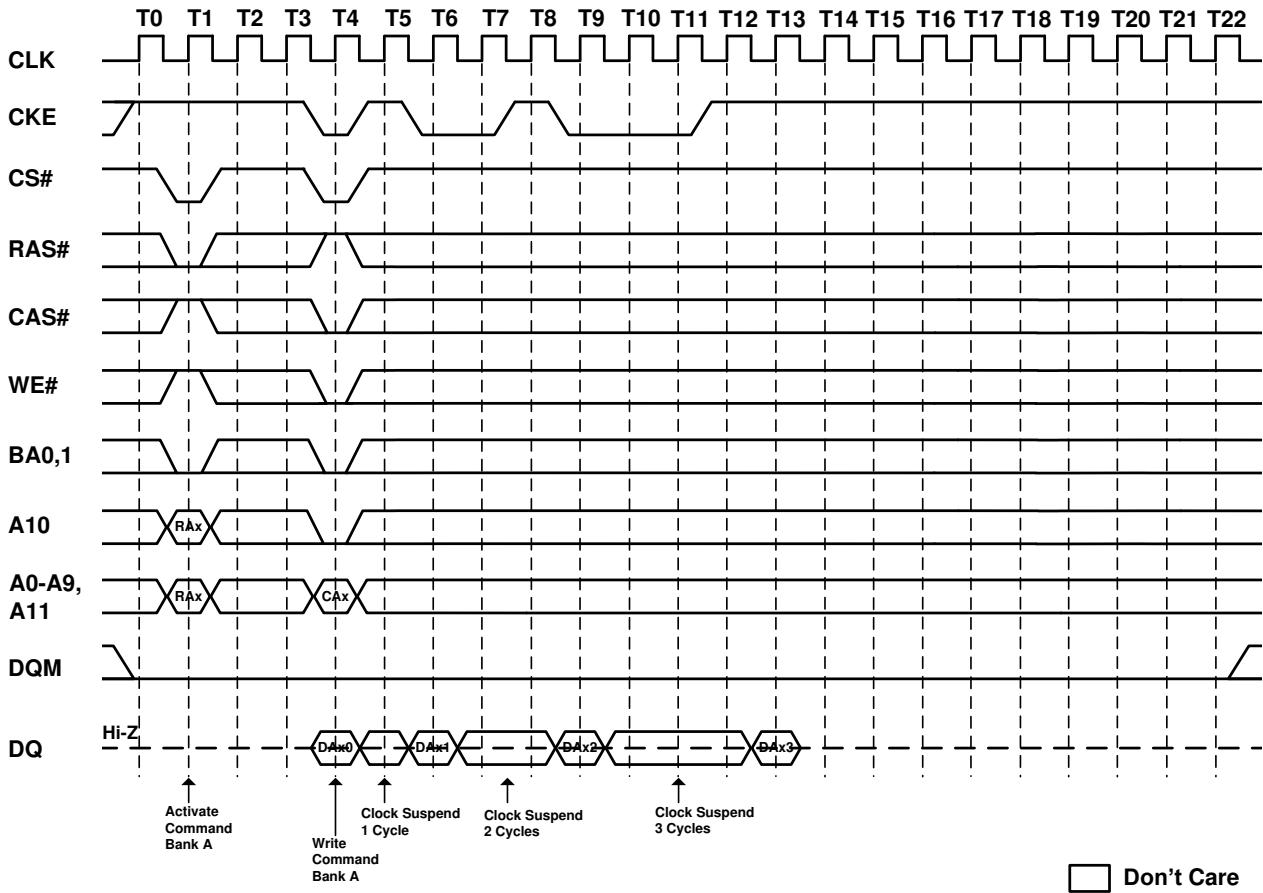 T0 T1 T2 T3 T4 T5 T6 T7 T8 T9 T10 T11 T12 T13 T14 T15 T16 T17 T18 T19 T20 T21 T22
CLK
CKE
CS#
RAS#
CAS#
WE#
BA0,1
A10
RAx
A0-A9,
A11
RAx
CAx
DQM
Hi-Z
DQ
DAx0
DAx1
DAx2
DAx3
Activate
Command
Bank A
Write
Command
Bank A
Clock Suspend
1 Cycle
Clock Suspend
2 Cycles
Clock Suspend
3 Cycles
Don't Care